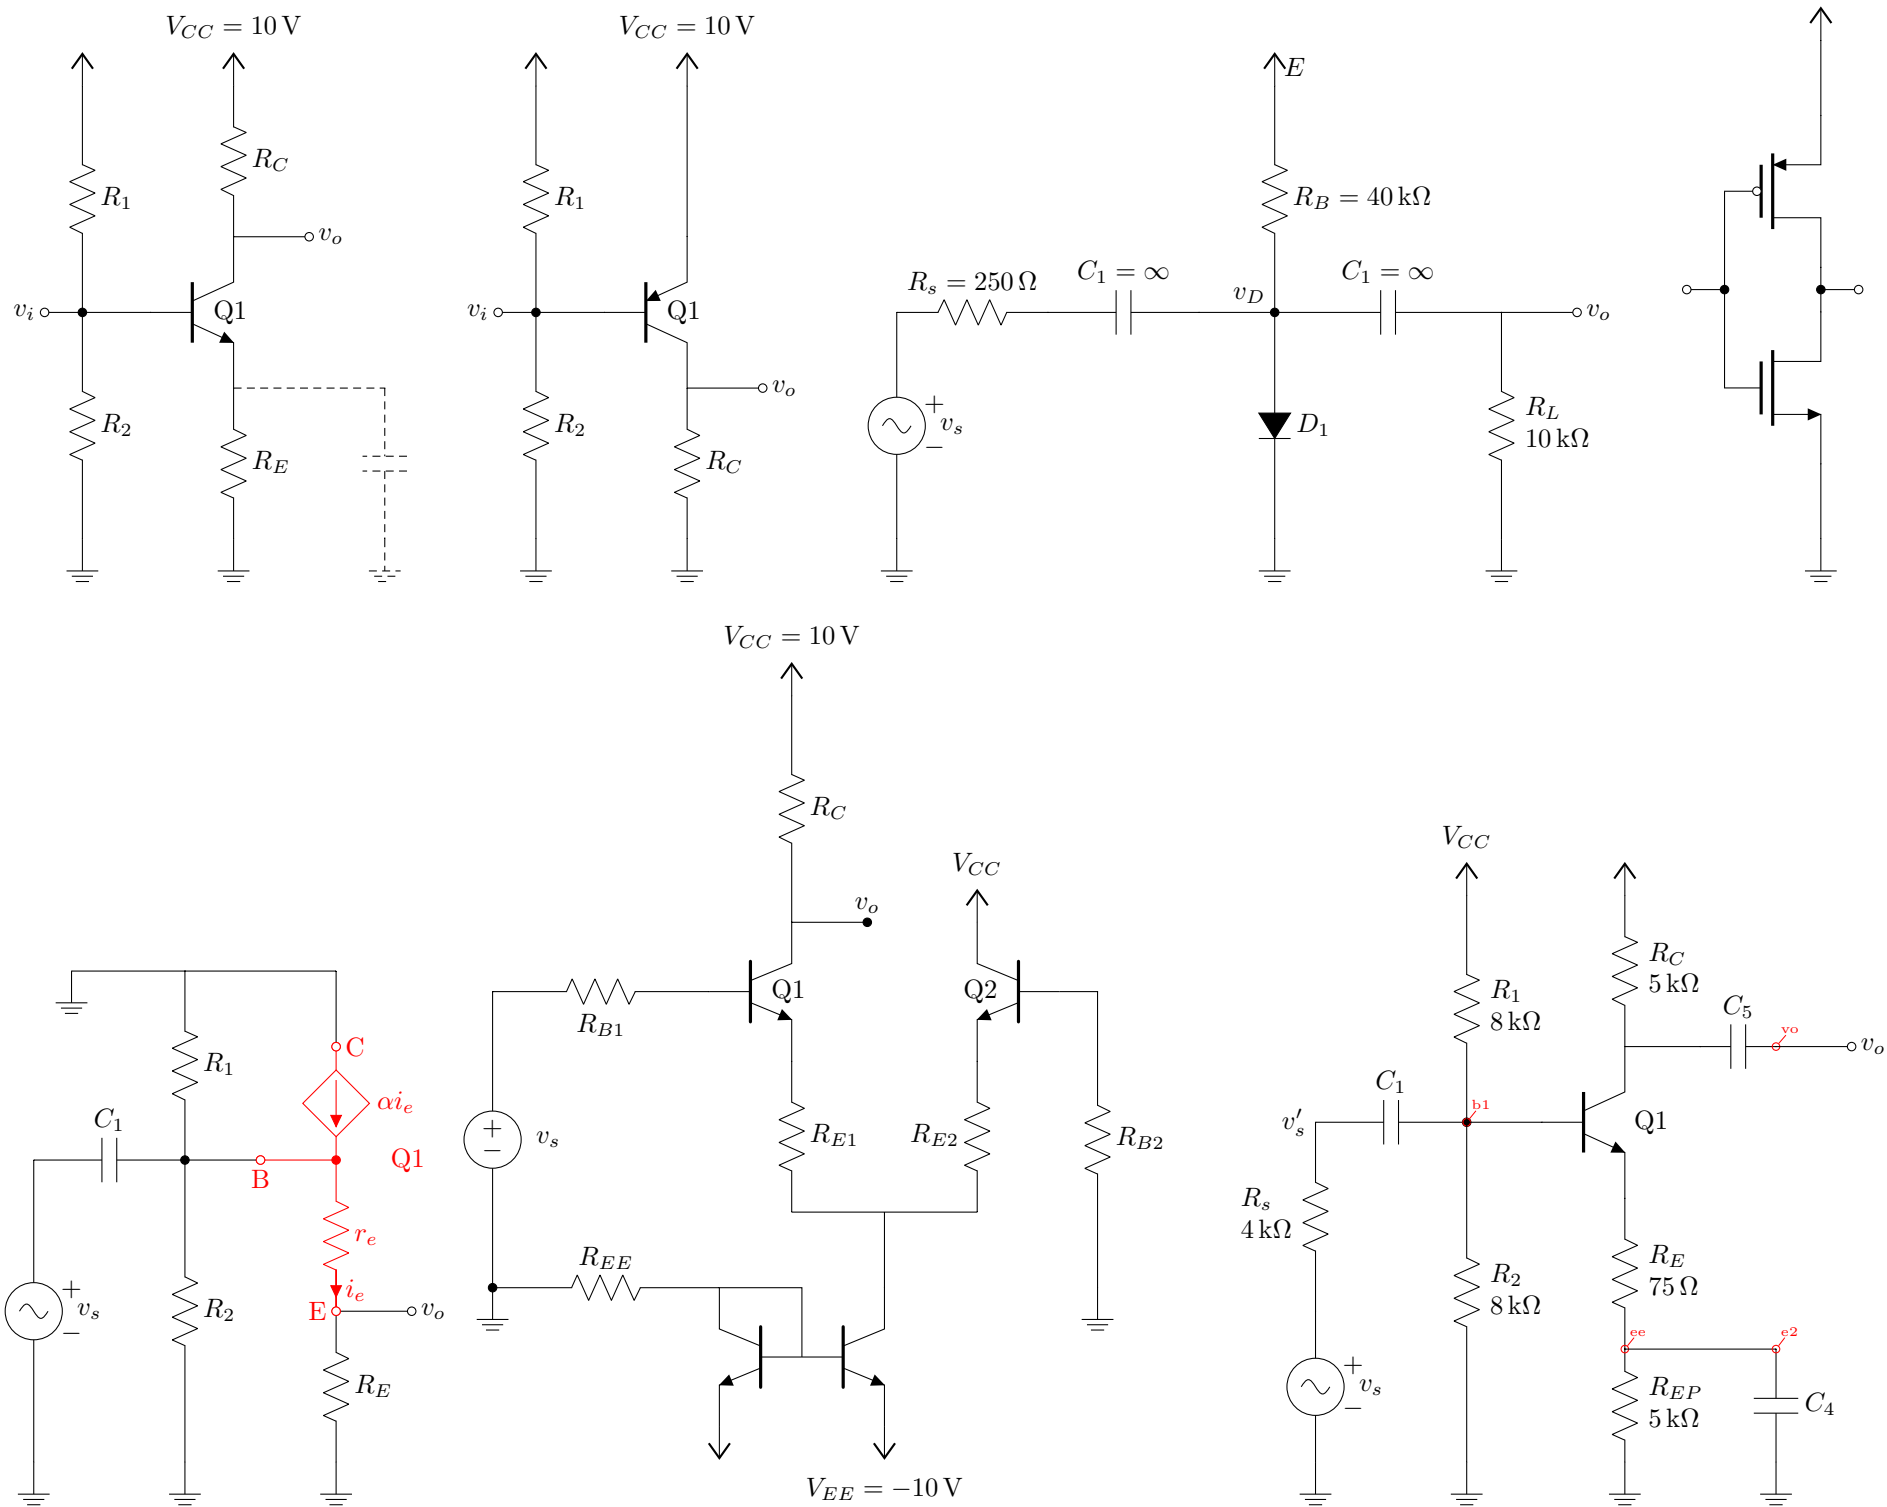 V_CC = 10 V
R_C
R_1
v_o
v_i
Q1
R_2
R_E
V_CC = 10 V
R_1
v_i
Q1
v_o
R_2
R_C
E
R_B = 40 kΩ
R_s = 250 Ω
C_1 = ∞
v_D
C_1 = ∞
v_o
+
v_s
−
D_1
R_L
10 kΩ
C
R_1
αi_e
C_1
Q1
B
r_e
i_e
+
v_s
−
R_2
E
v_o
R_E
V_CC = 10 V
R_C
V_CC
v_o
Q1
Q2
R_B1
+
−
v_s
R_E1
R_E2
R_B2
R_EE
V_EE = −10 V
V_CC
R_C
5 kΩ
R_1
8 kΩ
C_5
vo
v_o
C_1
b1
v′_s
Q1
R_s
4 kΩ
R_E
75 Ω
R_2
8 kΩ
ee
e2
+
v_s
−
R_EP
5 kΩ
C_4